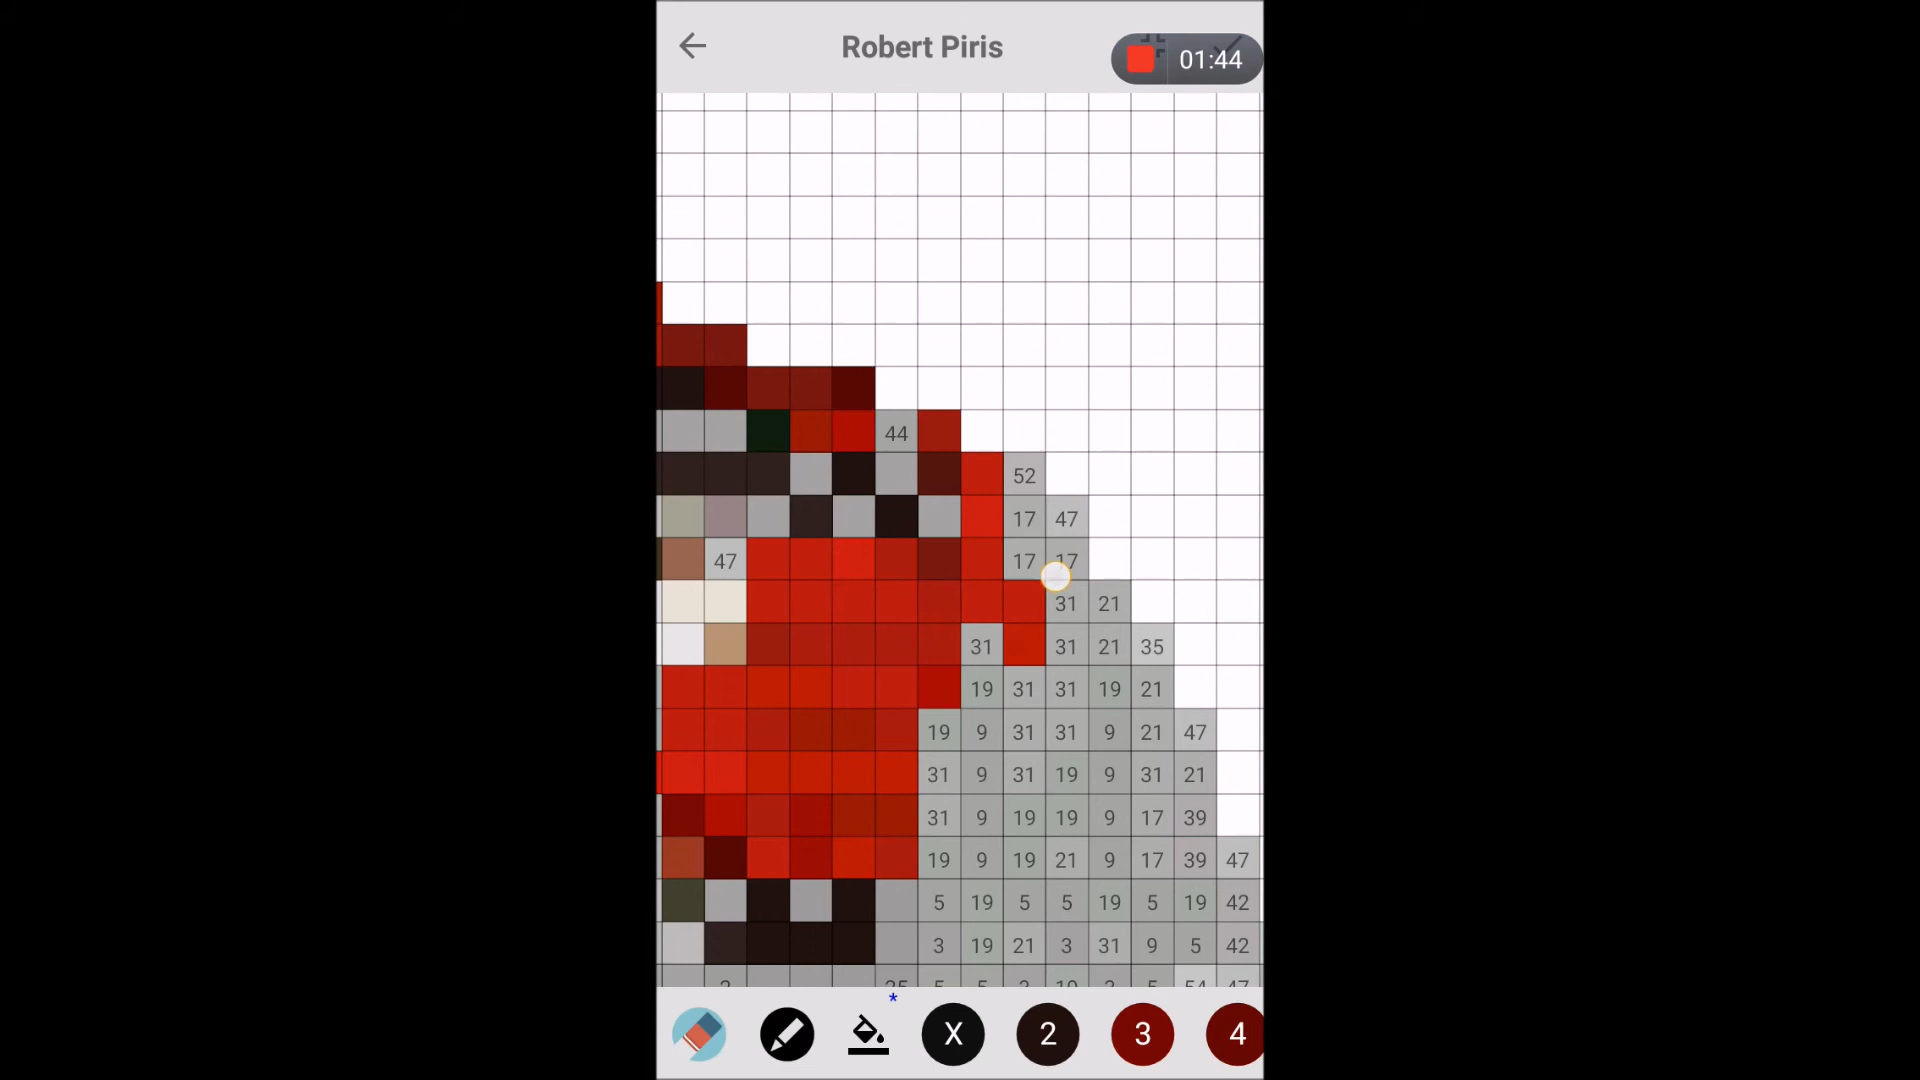 Robert Piris
01:44
44
52
17 47
47 17 17
31 21
31 31 21 35
19 31 31 19 21
19 9 31 31 9 21 47
31 9 31 19 9 31 21
31 9 19 19 9 17 39
19 9 19 21 9 17 39 47
5 19 5 5 19 5 19 42
3 19 21 3 31 9 5 42
*
X 2 3 4